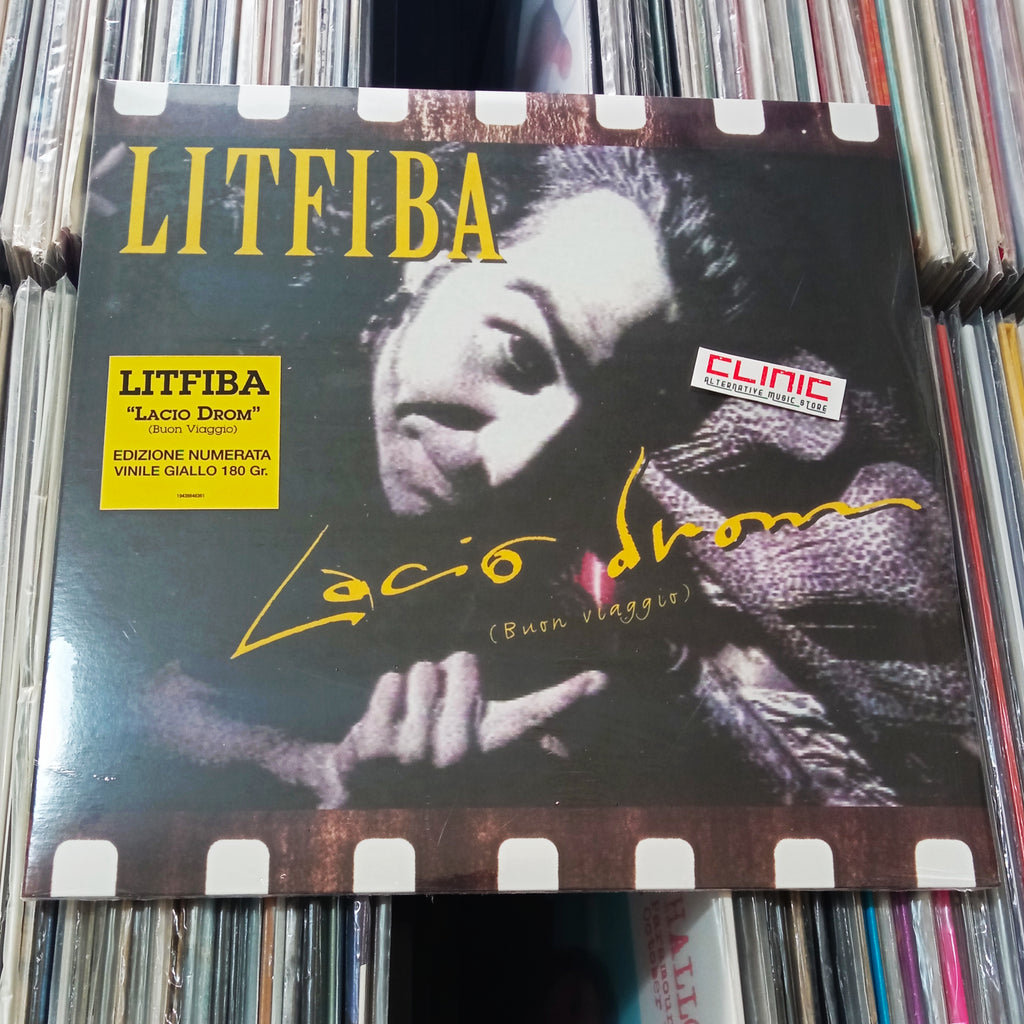 LITFIBA
LITFIBA
"LACIO DROM"
(BUON VIAGGIO)
EDIZIONE NUMERATA
VINILE GIALLO 180 Gr.
CLINIC
ALTERNATIVE MUSIC STORE
Lacio drom
(Buon viaggio)